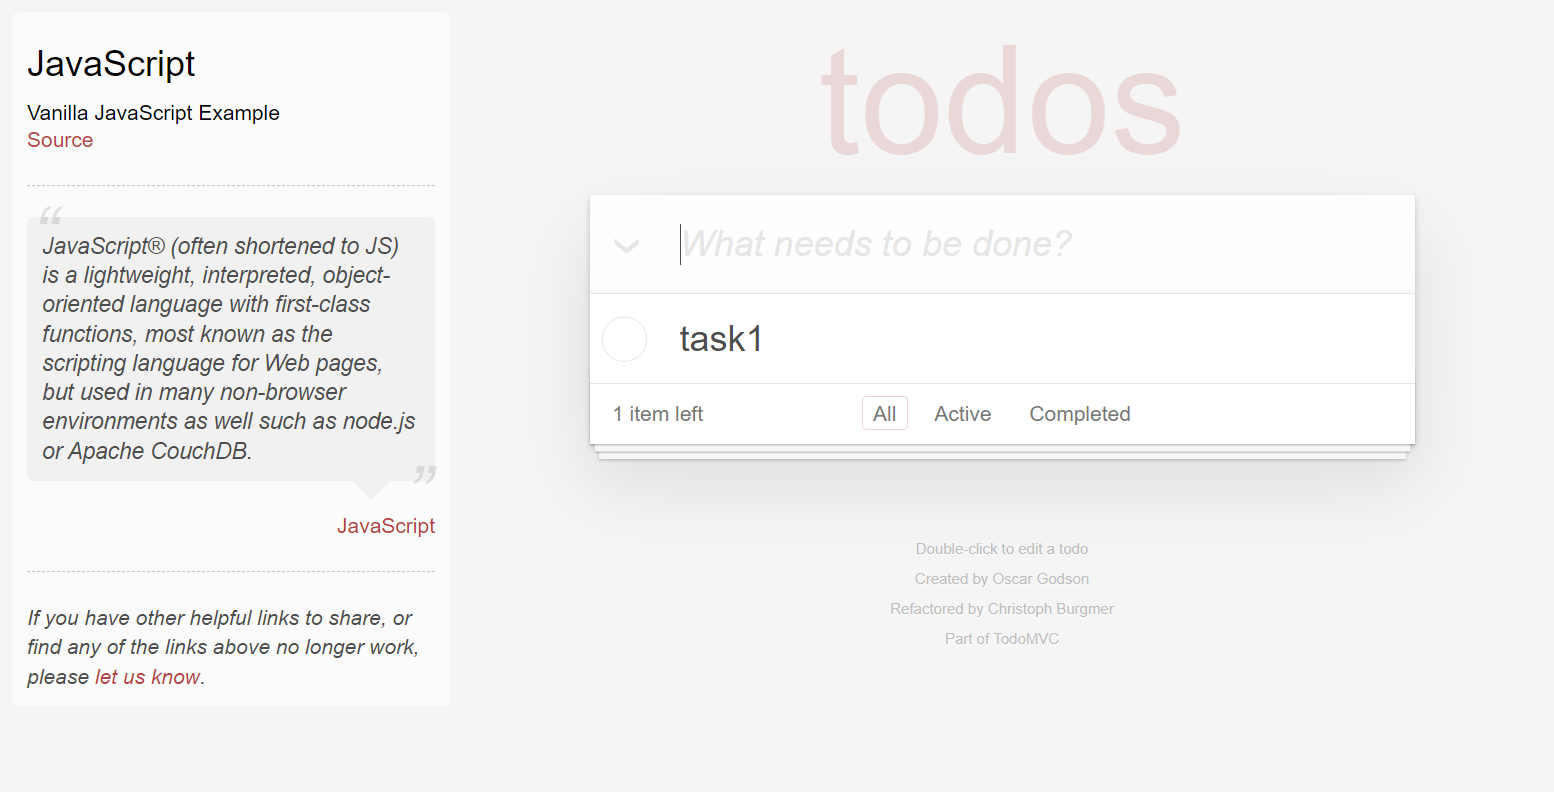 JavaScript
Vanilla JavaScript Example
Source
“
JavaScript® (often shortened to JS)
is a lightweight, interpreted, object-
oriented language with first-class
functions, most known as the
scripting language for Web pages,
but used in many non-browser
environments as well such as node.js
or Apache CouchDB.
”
JavaScript
If you have other helpful links to share, or
find any of the links above no longer work,
please let us know.
todos
What needs to be done?
task1
1 item left All Active Completed
Double-click to edit a todo
Created by Oscar Godson
Refactored by Christoph Burgmer
Part of TodoMVC